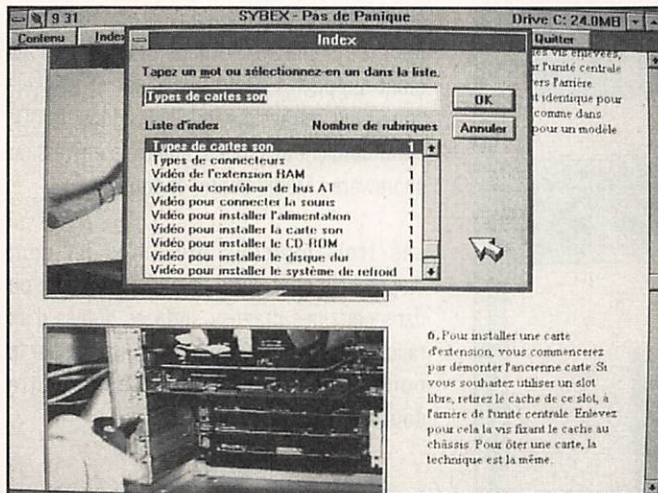 9 31
SYBEX - Pas de Panique
Drive C: 24.0MB
Contenu
Index
Quitter
Index
Tapez un mot ou sélectionnez-en un dans la liste.
Types de cartes son
OK
Annuler
Liste d'index
Nombre de rubriques
Types de cartes son 1
Types de connecteurs 1
Vidéo de l'extension RAM 1
Vidéo du contrôleur de bus AT 1
Vidéo pour connecter la souris 1
Vidéo pour installer l'alimentation 1
Vidéo pour installer la carte son 1
Vidéo pour installer le CD-ROM 1
Vidéo pour installer le disque dur 1
Vidéo pour installer le système de refroid 1
vis enlevées,
r l'unité centrale
ers l'arrière
t identique pour
comme dans
pour un modèle
6. Pour installer une carte
d'extension, vous commencerez
par démonter l'ancienne carte. Si
vous souhaitez utiliser un slot
libre, retirez le cache de ce slot, à
l'arrière de l'unité centrale. Enlevez
pour cela la vis fixant le cache au
châssis. Pour ôter une carte, la
technique est la même.